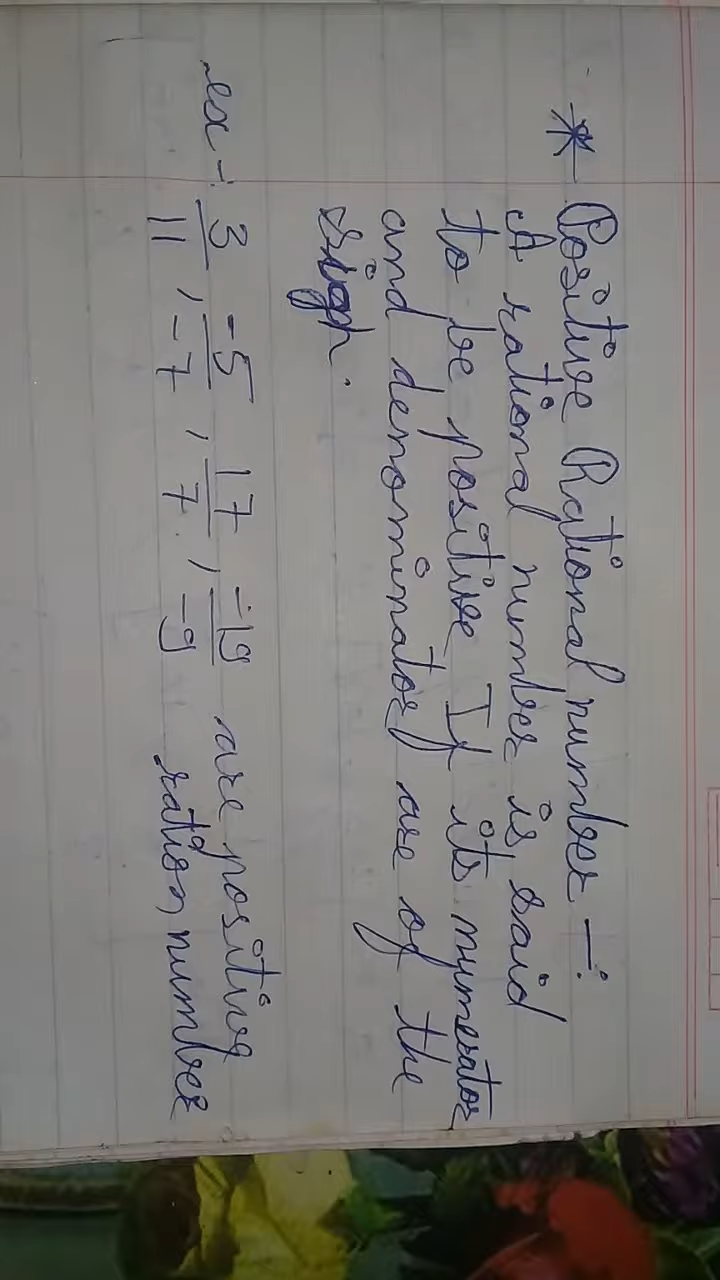 * Positive Rational number -:
A rational number is said
to be positive If its numerator
and denominator are of the
sign.
ex -: 3/11 , -5/-7 , 17/7 , -19/-9 are positive
ration number